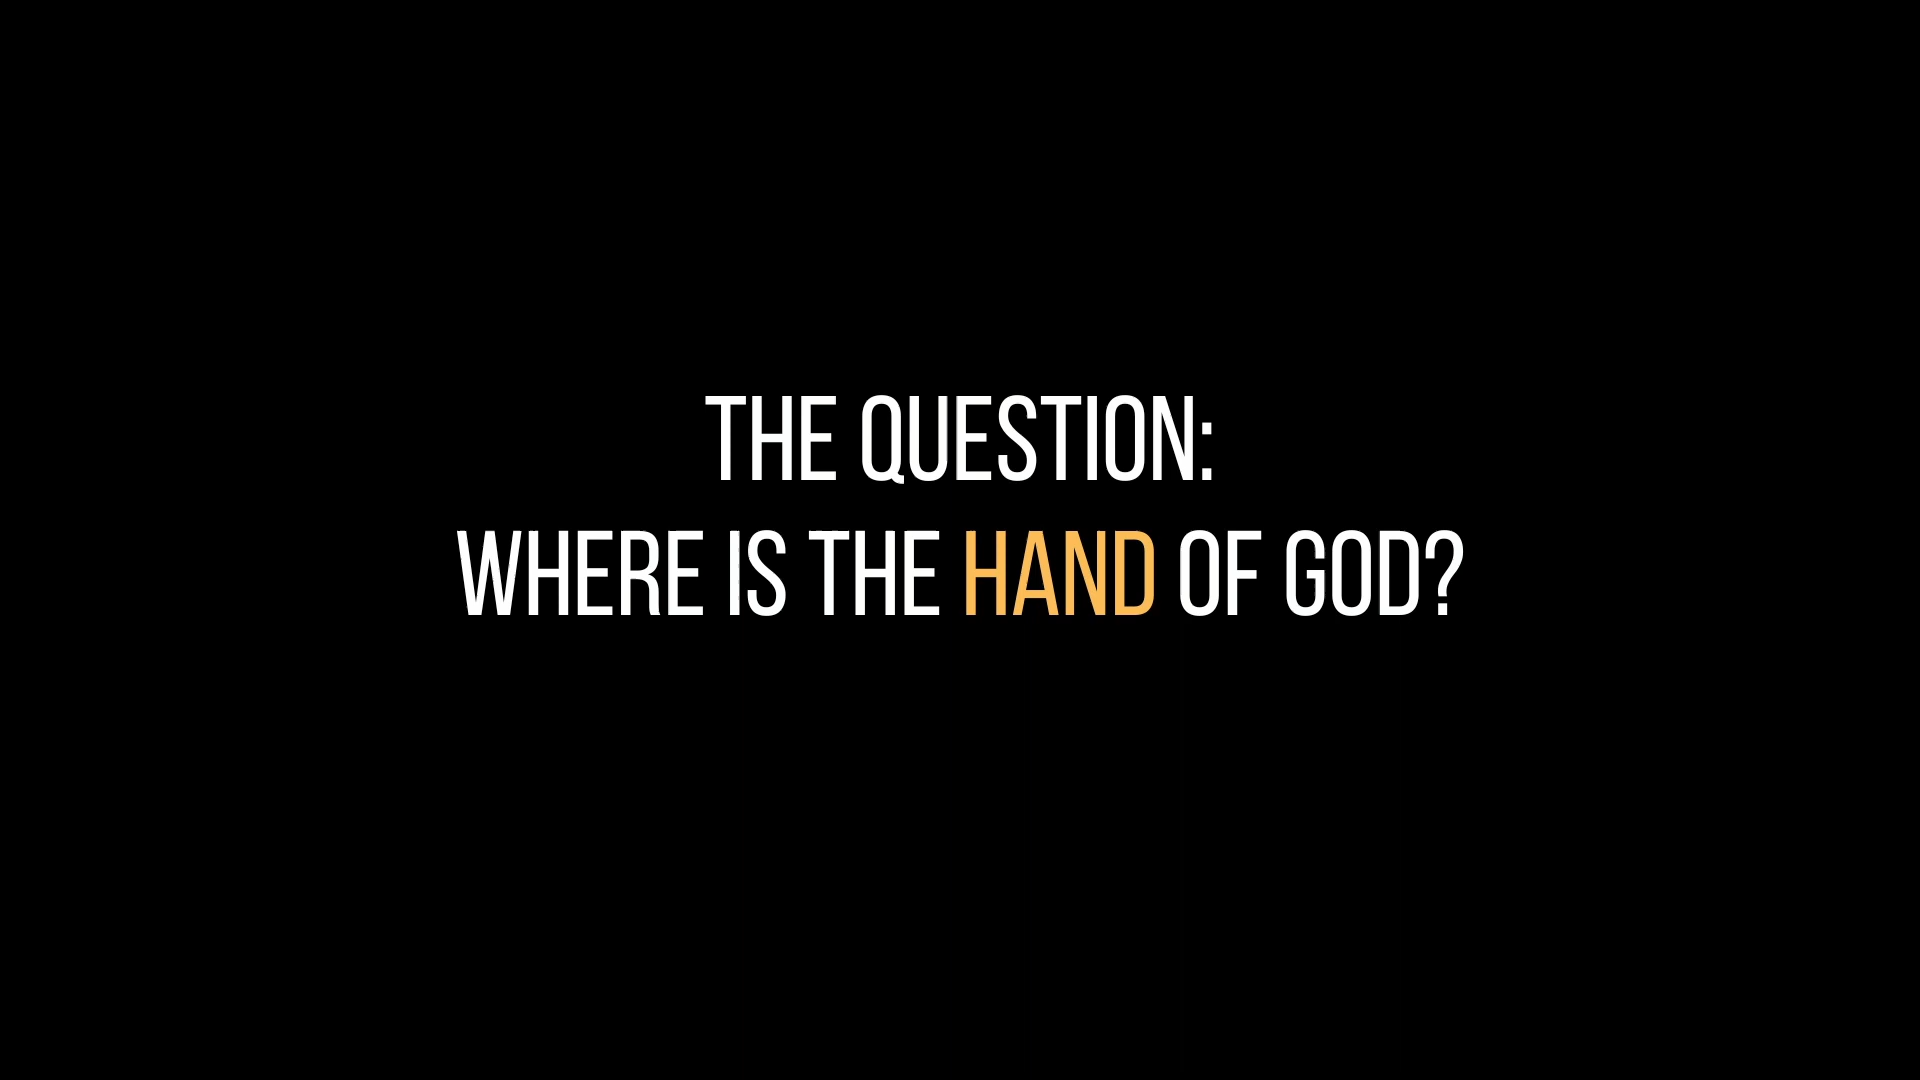 THE QUESTION:
WHERE IS THE HAND OF GOD?